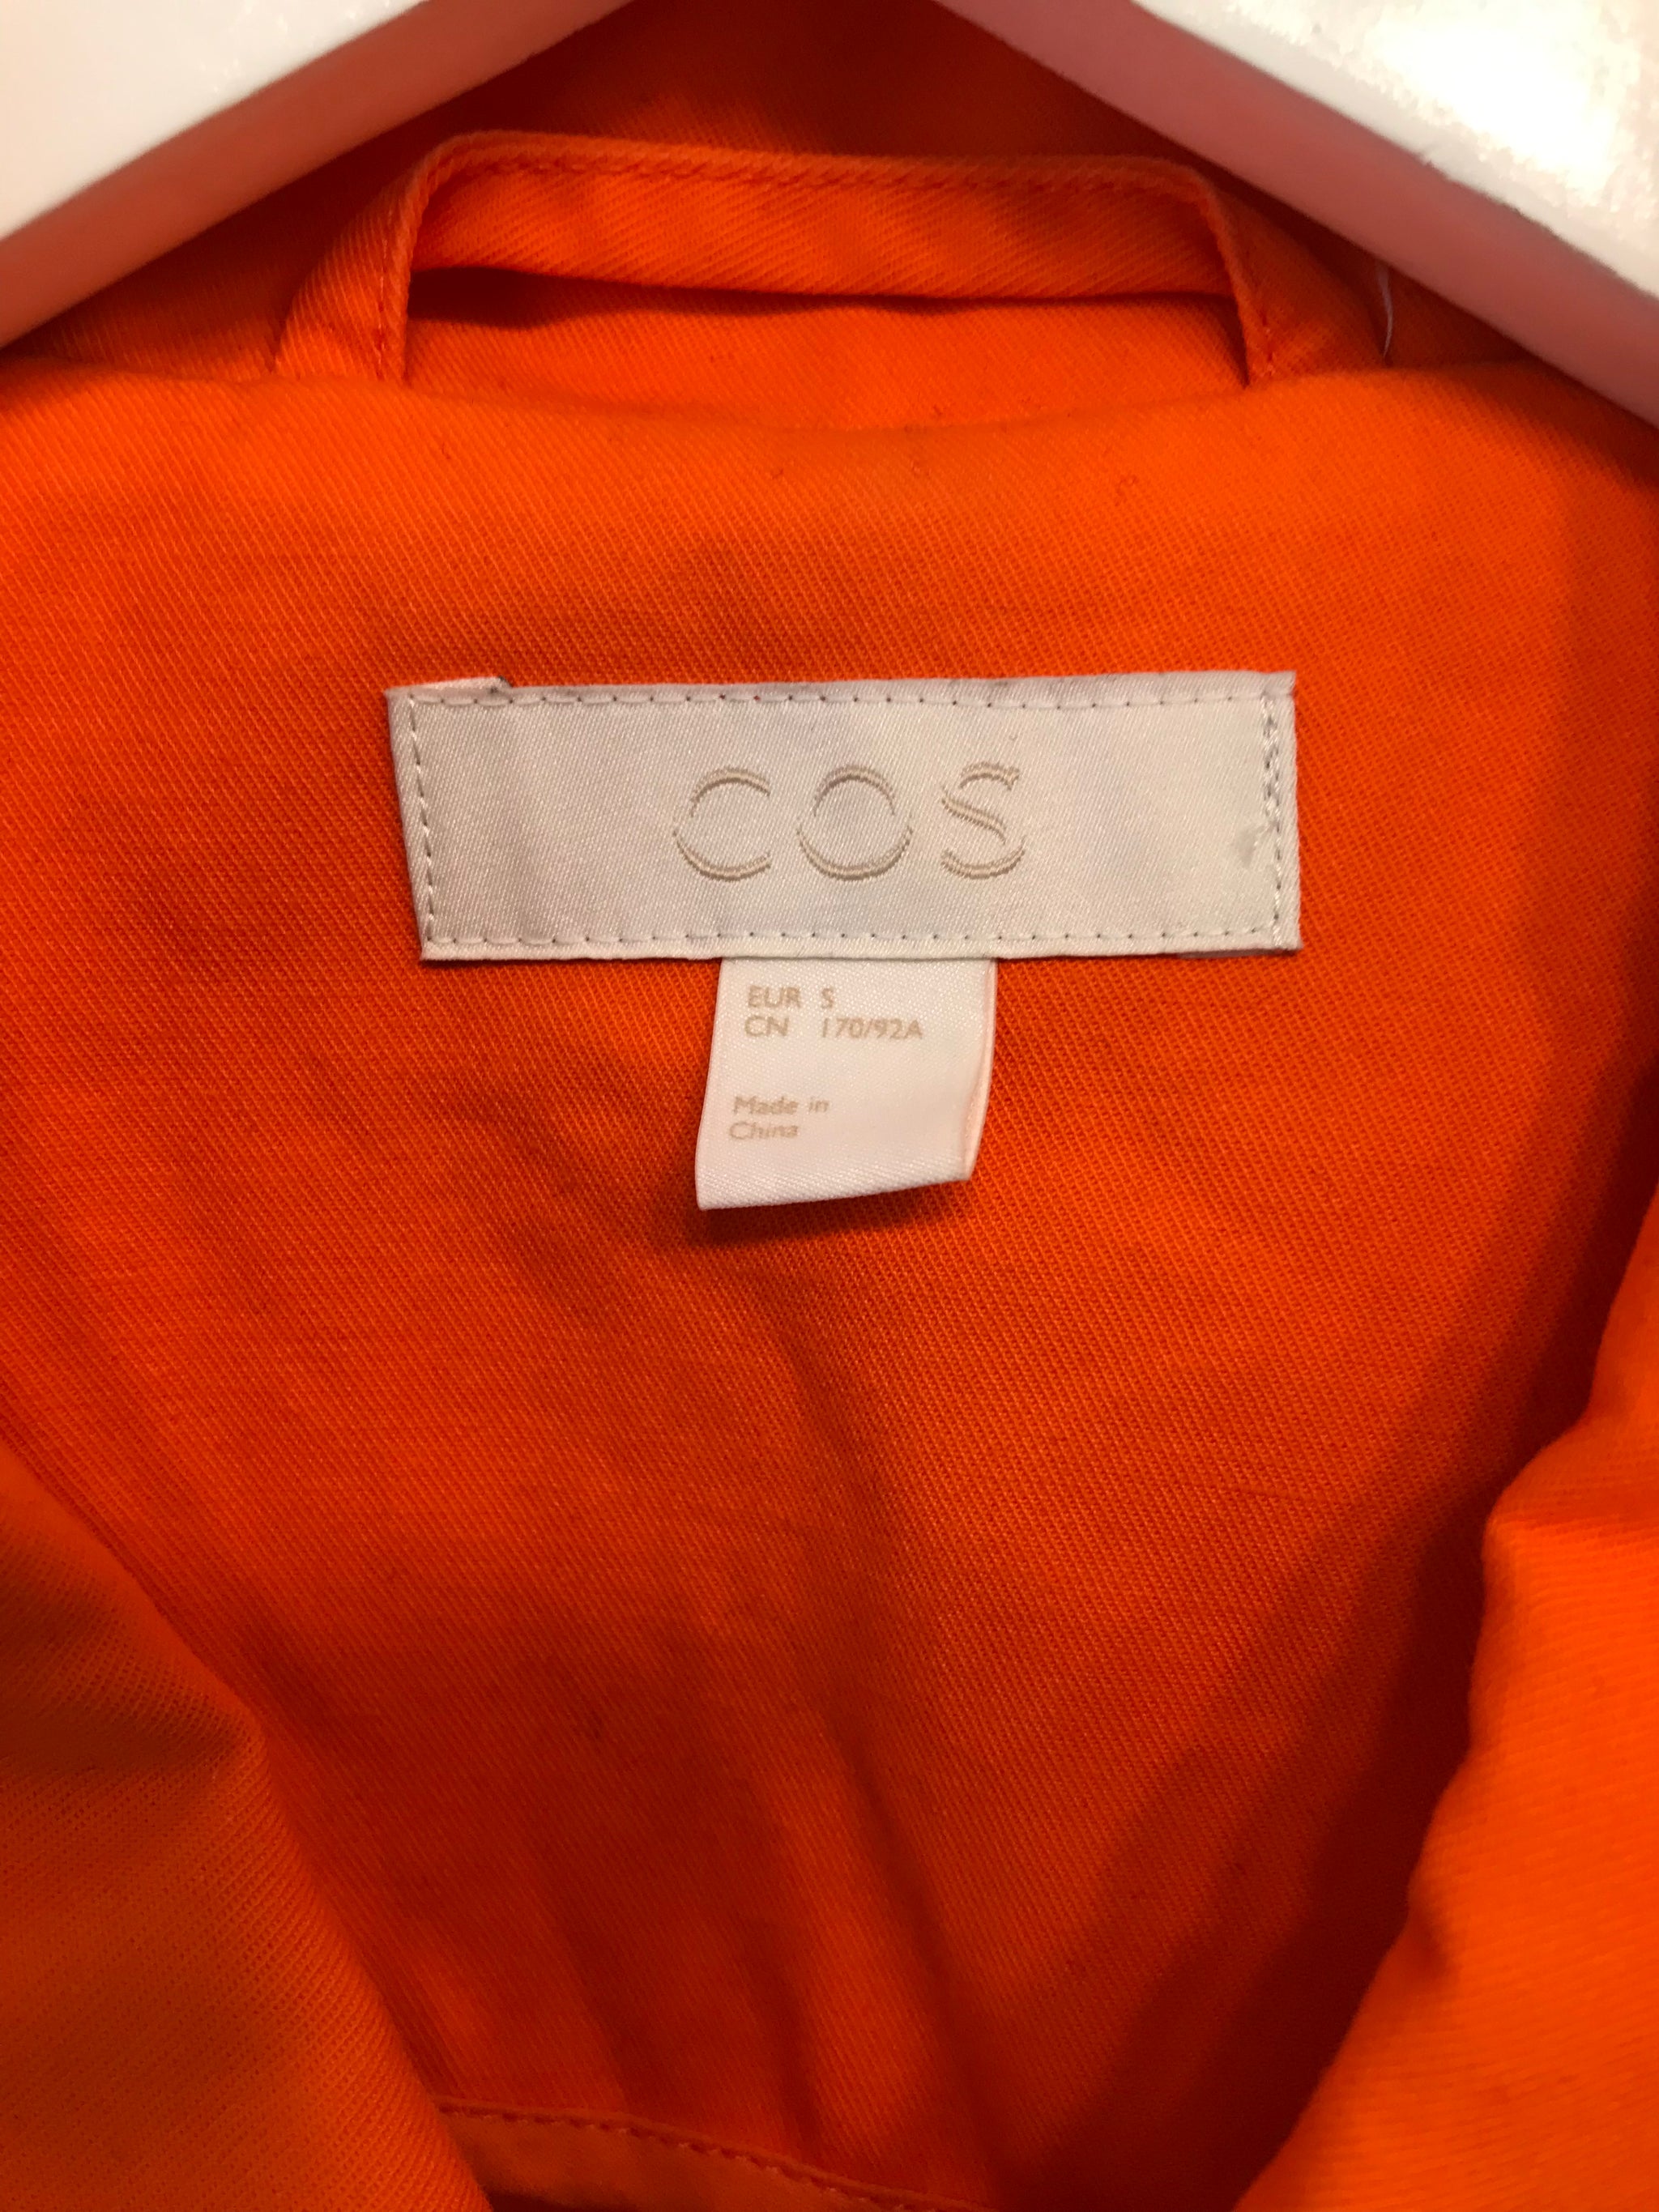 COS
EUR S
CN 170/92A
Made in
China